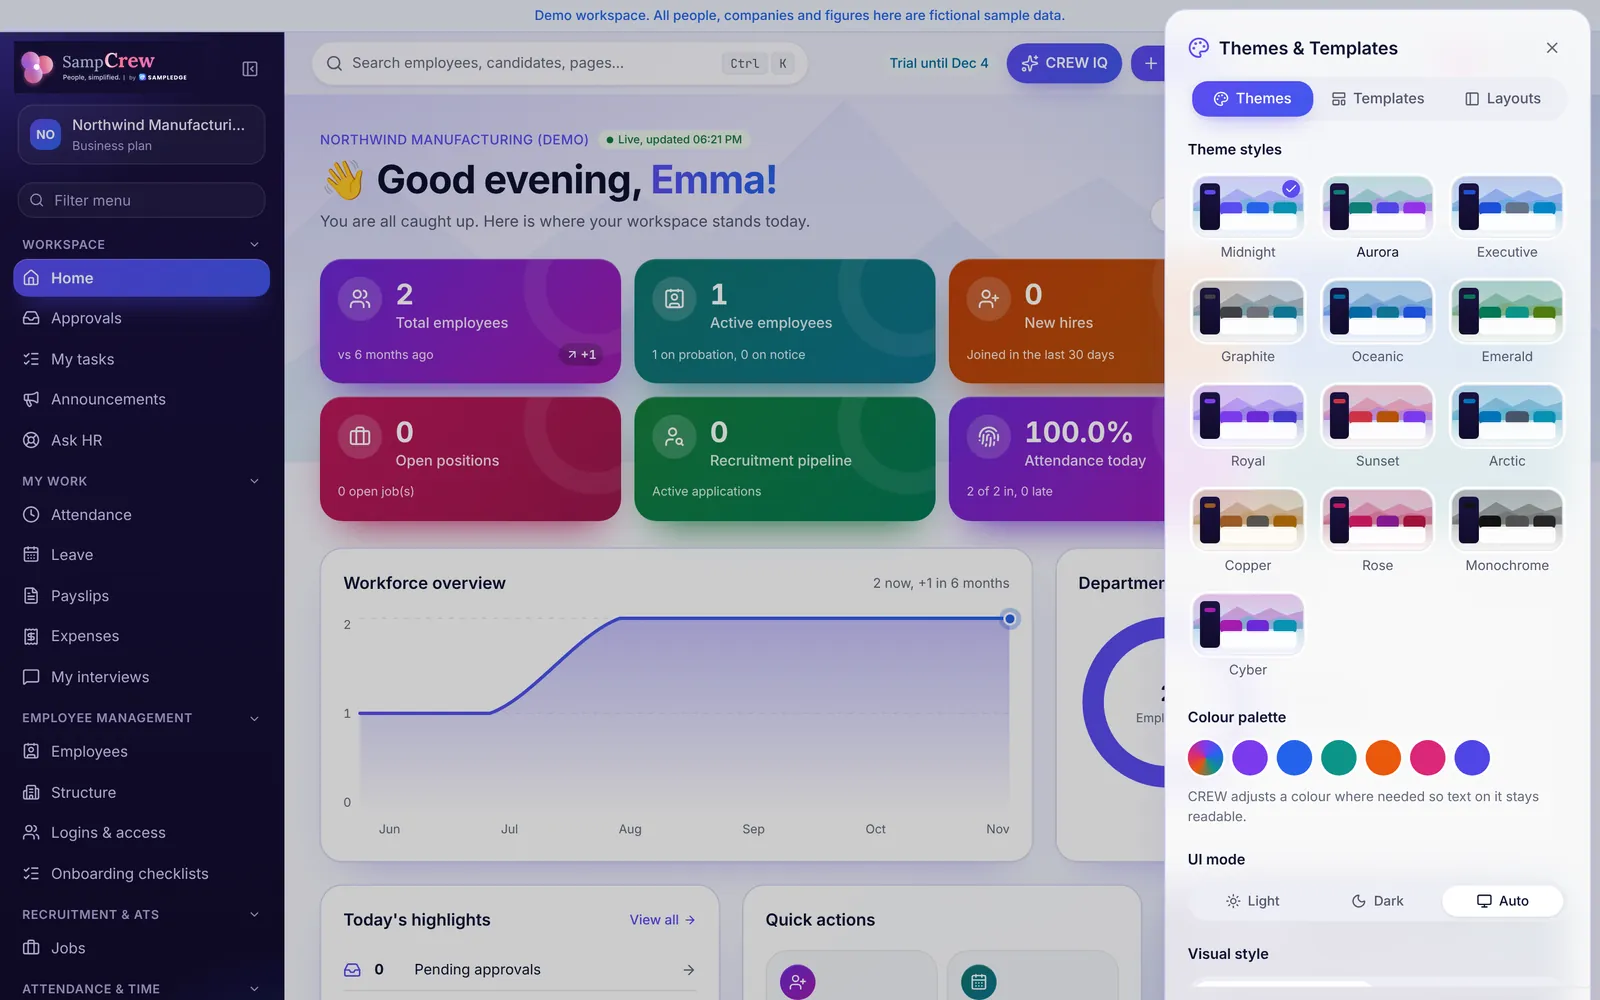 Demo workspace. All people, companies and figures here are fictional sample data.
SampCrew
People, simplified. | by SAMPLEDGE
NO
Northwind Manufacturi...
Business plan
Filter menu
WORKSPACE
Home
Approvals
My tasks
Announcements
Ask HR
MY WORK
Attendance
Leave
Payslips
Expenses
My interviews
EMPLOYEE MANAGEMENT
Employees
Structure
Logins & access
Onboarding checklists
RECRUITMENT & ATS
Jobs
ATTENDANCE & TIME
Search employees, candidates, pages...
Ctrl K
Trial until Dec 4
CREW IQ
NORTHWIND MANUFACTURING (DEMO)
Live, updated 06:21 PM
Good evening, Emma!
You are all caught up. Here is where your workspace stands today.
2
Total employees
vs 6 months ago
+1
1
Active employees
1 on probation, 0 on notice
0
New hires
Joined in the last 30 days
0
Open positions
0 open job(s)
0
Recruitment pipeline
Active applications
100.0%
Attendance today
2 of 2 in, 0 late
Workforce overview
2 now, +1 in 6 months
2
1
0
Jun Jul Aug Sep Oct Nov
Today's highlights
View all
0 Pending approvals
Quick actions
Themes & Templates
Themes
Templates
Layouts
Theme styles
Midnight
Aurora
Executive
Graphite
Oceanic
Emerald
Royal
Sunset
Arctic
Copper
Rose
Monochrome
Cyber
Colour palette
CREW adjusts a colour where needed so text on it stays
readable.
UI mode
Light
Dark
Auto
Visual style